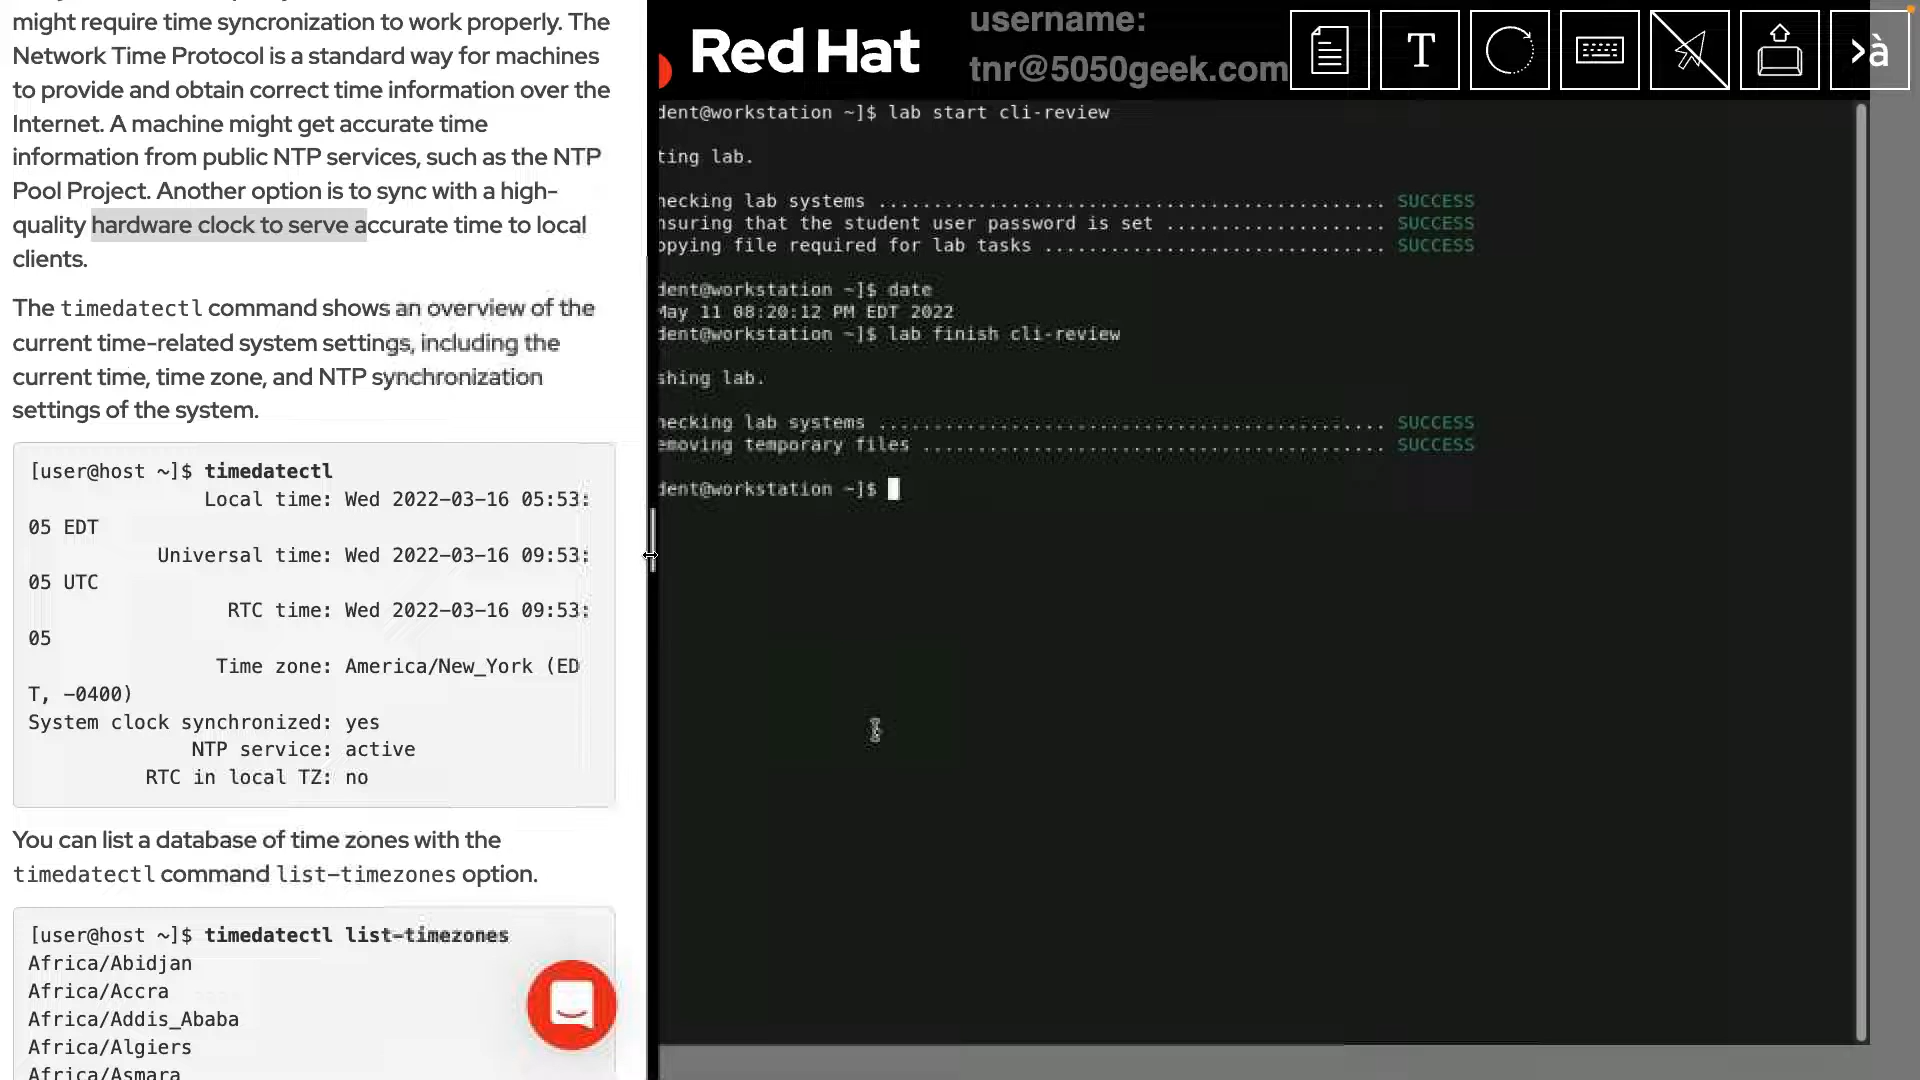 might require time syncronization to work properly. The
Network Time Protocol is a standard way for machines
to provide and obtain correct time information over the
Internet. A machine might get accurate time
information from public NTP services, such as the NTP
Pool Project. Another option is to sync with a high-
quality hardware clock to serve accurate time to local
clients.
The timedatectl command shows an overview of the
current time-related system settings, including the
current time, time zone, and NTP synchronization
settings of the system.
[user@host ~]$ timedatectl
Local time: Wed 2022-03-16 05:53:
05 EDT
Universal time: Wed 2022-03-16 09:53:
05 UTC
RTC time: Wed 2022-03-16 09:53:
05
Time zone: America/New_York (ED
T, -0400)
System clock synchronized: yes
NTP service: active
RTC in local TZ: no
You can list a database of time zones with the
timedatectl command list-timezones option.
[user@host ~]$ timedatectl list-timezones
Africa/Abidjan
Africa/Accra
Africa/Addis_Ababa
Africa/Algiers
Africa/Asmara
Red Hat
username:
tnr@5050geek.com
T
>à
dent@workstation ~]$ lab start cli-review
ting lab.
hecking lab systems .............................................. SUCCESS
nsuring that the student user password is set .................... SUCCESS
opying file required for lab tasks ............................... SUCCESS
dent@workstation ~]$ date
May 11 08:20:12 PM EDT 2022
dent@workstation ~]$ lab finish cli-review
shing lab.
hecking lab systems .............................................. SUCCESS
emoving temporary files .......................................... SUCCESS
dent@workstation ~]$